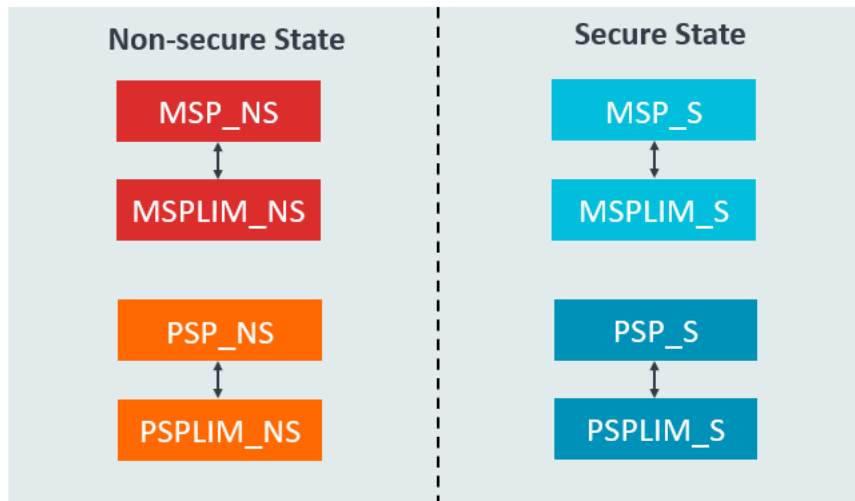 Non-secure State
MSP_NS
MSPLIM_NS
PSP_NS
PSPLIM_NS
Secure State
MSP_S
MSPLIM_S
PSP_S
PSPLIM_S